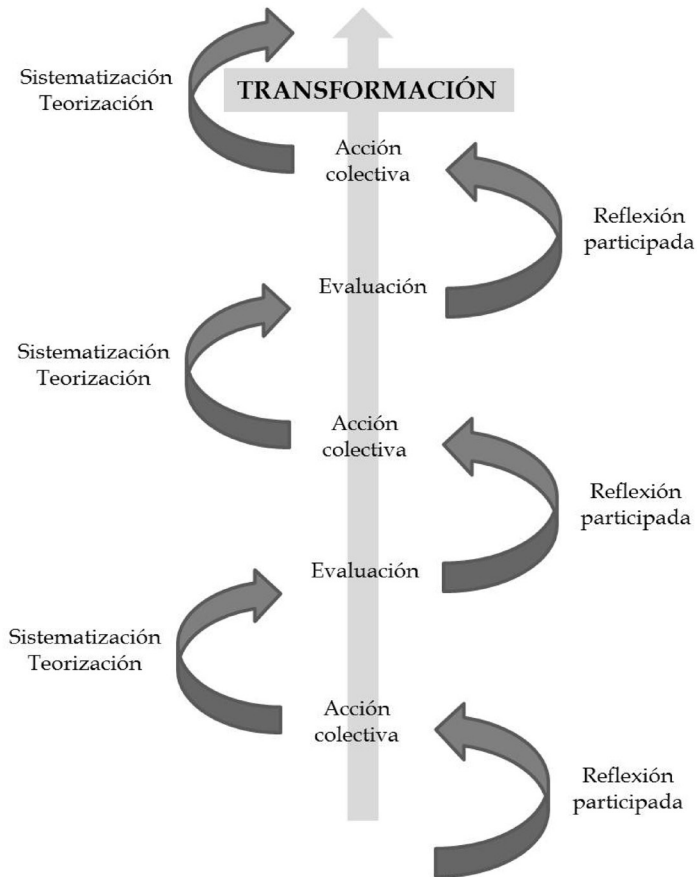 Sistematización
Teorización
TRANSFORMACIÓN
Acción
colectiva
Reflexión
participada
Evaluación
Sistematización
Teorización
Acción
colectiva
Reflexión
participada
Evaluación
Sistematización
Teorización
Acción
colectiva
Reflexión
participada